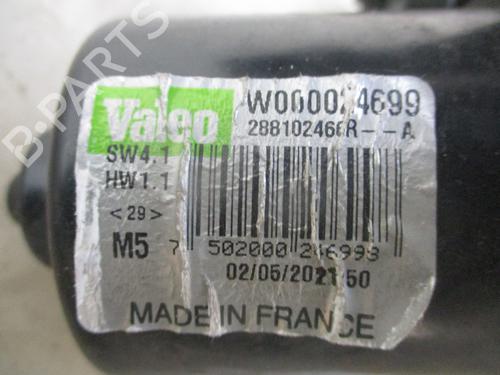 B-PARTS
Valeo
W000024699
288102466R--A
SW4.1
HW1.1
<29>
M5
7 502000 246998
02/05/2021
50
MADE IN FRANCE